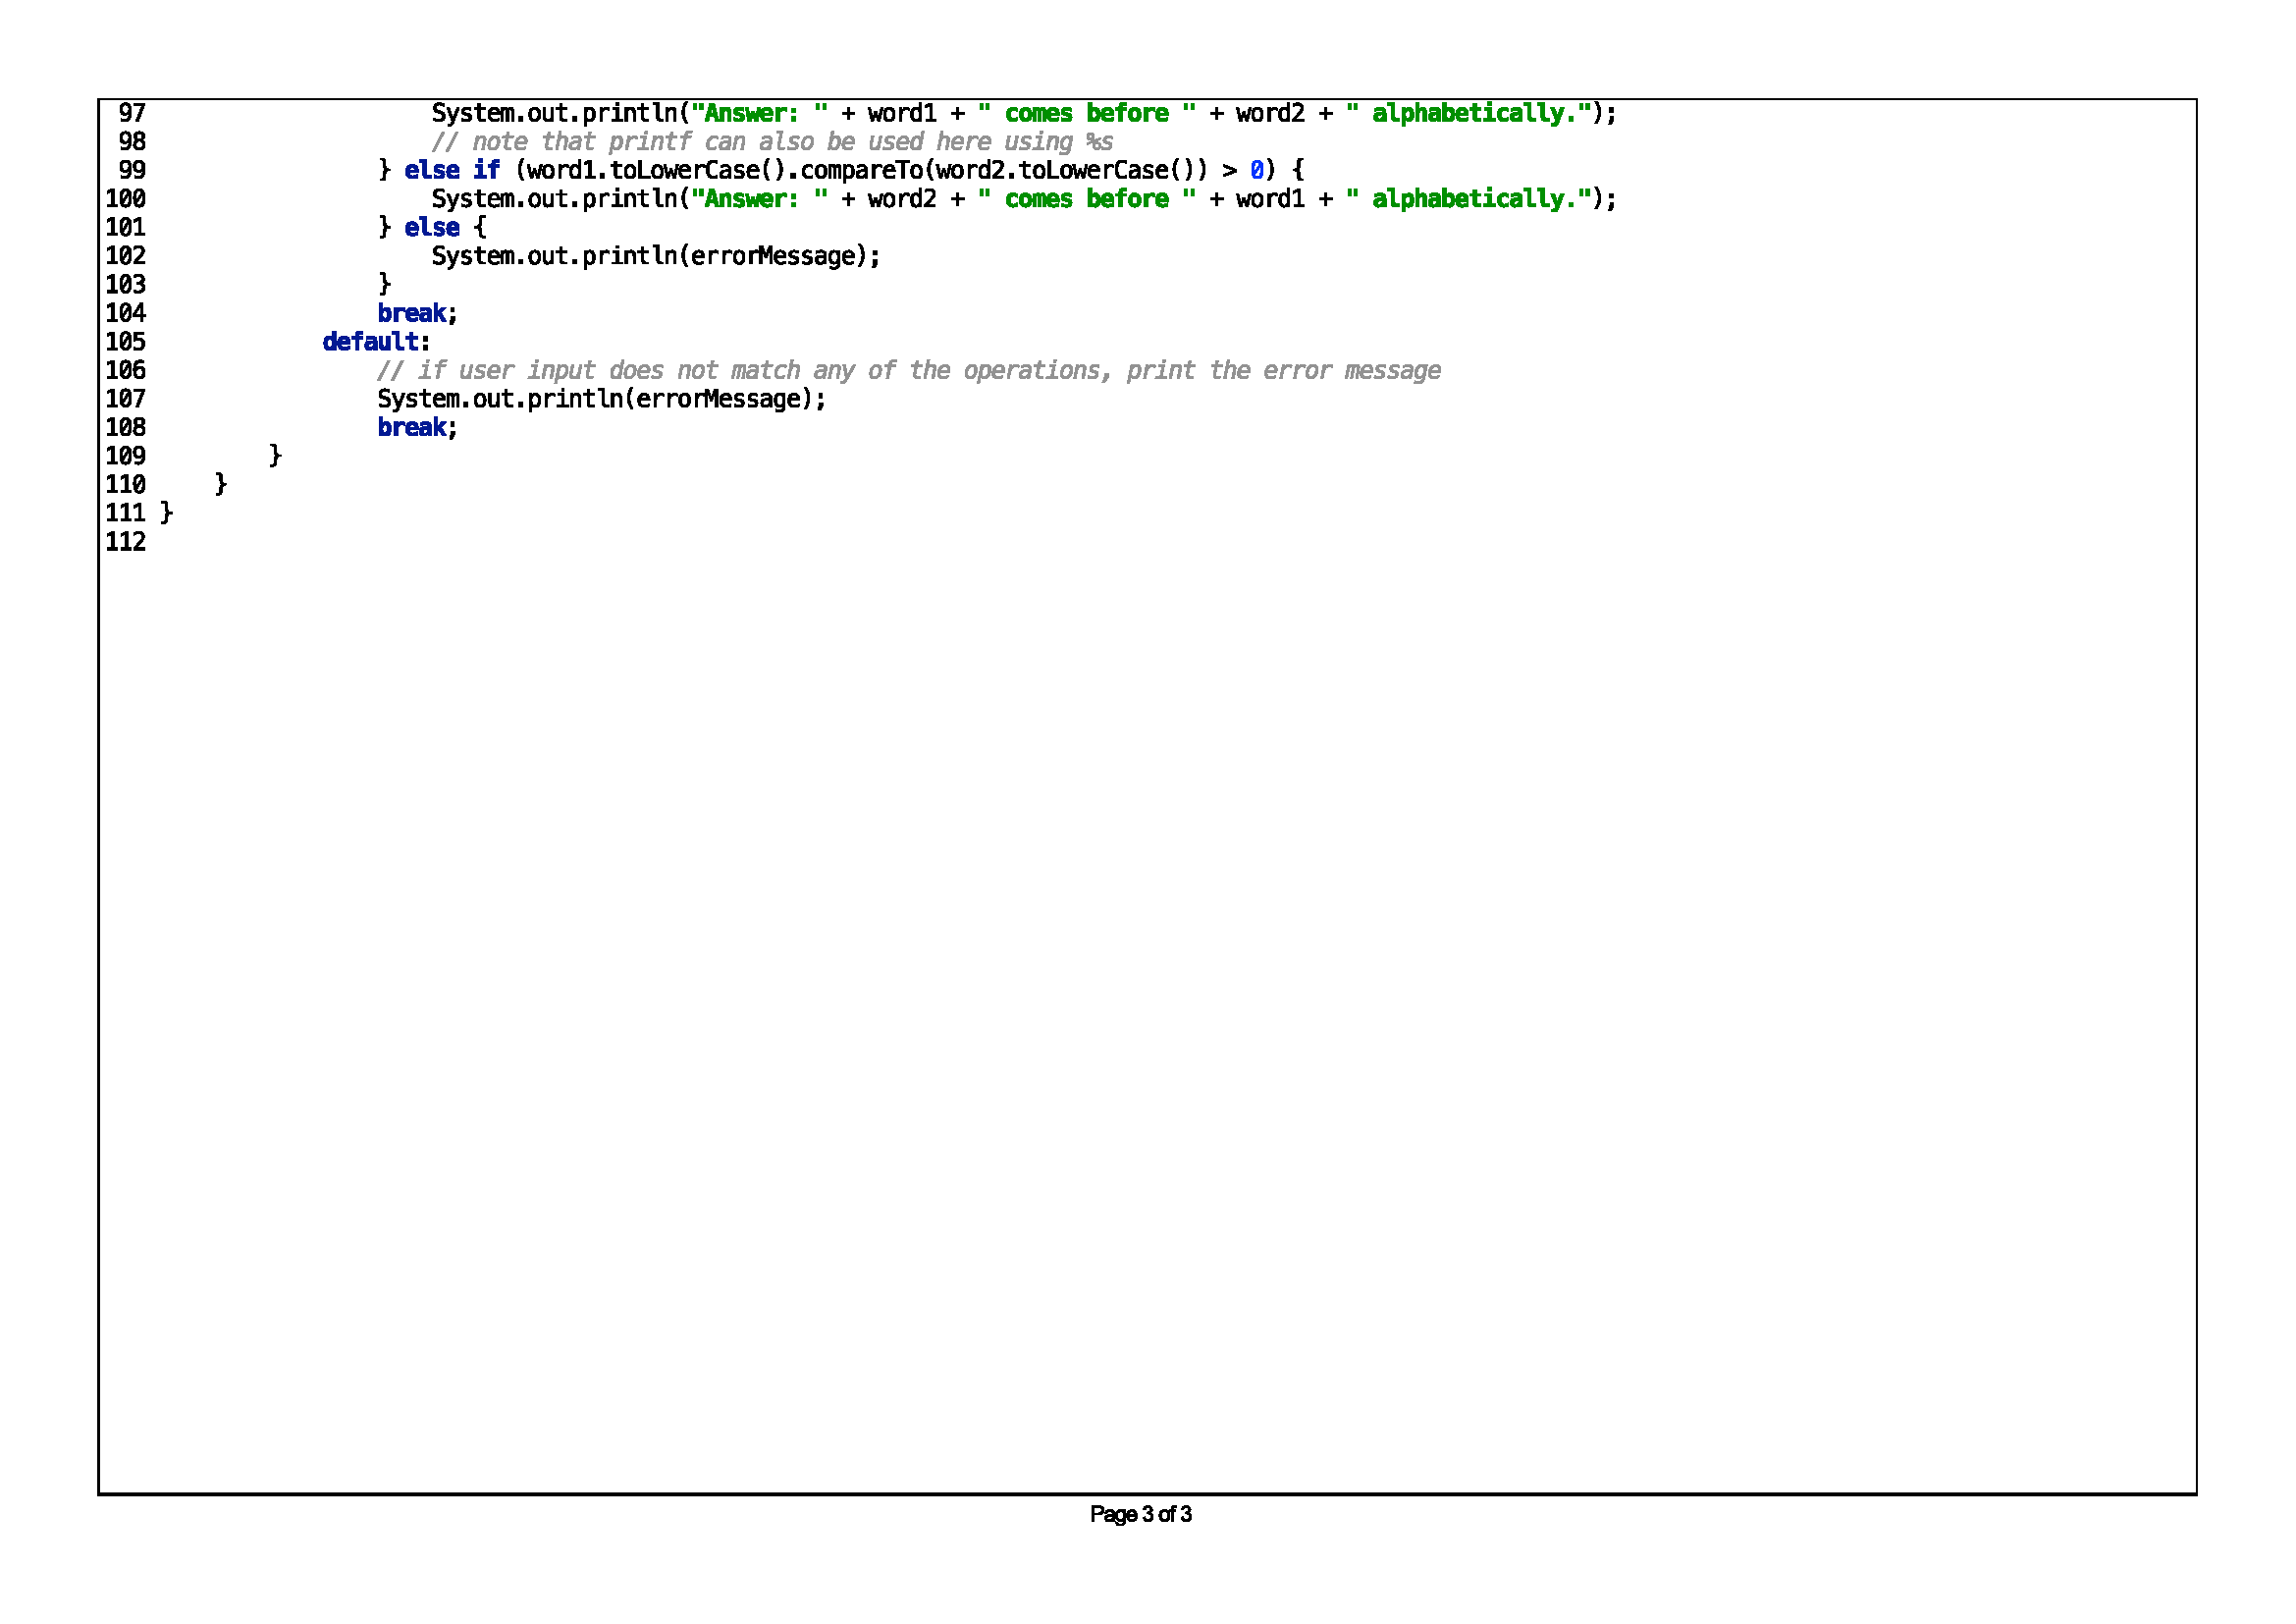 97 System.out.println("Answer: " + word1 + " comes before " + word2 + " alphabetically.");
98 // note that printf can also be used here using %s
99 } else if (word1.toLowerCase().compareTo(word2.toLowerCase()) > 0) {
100 System.out.println("Answer: " + word2 + " comes before " + word1 + " alphabetically.");
101 } else {
102 System.out.println(errorMessage);
103 }
104 break;
105 default:
106 // if user input does not match any of the operations, print the error message
107 System.out.println(errorMessage);
108 break;
109 }
110 }
111 }
112
Page 3 of 3